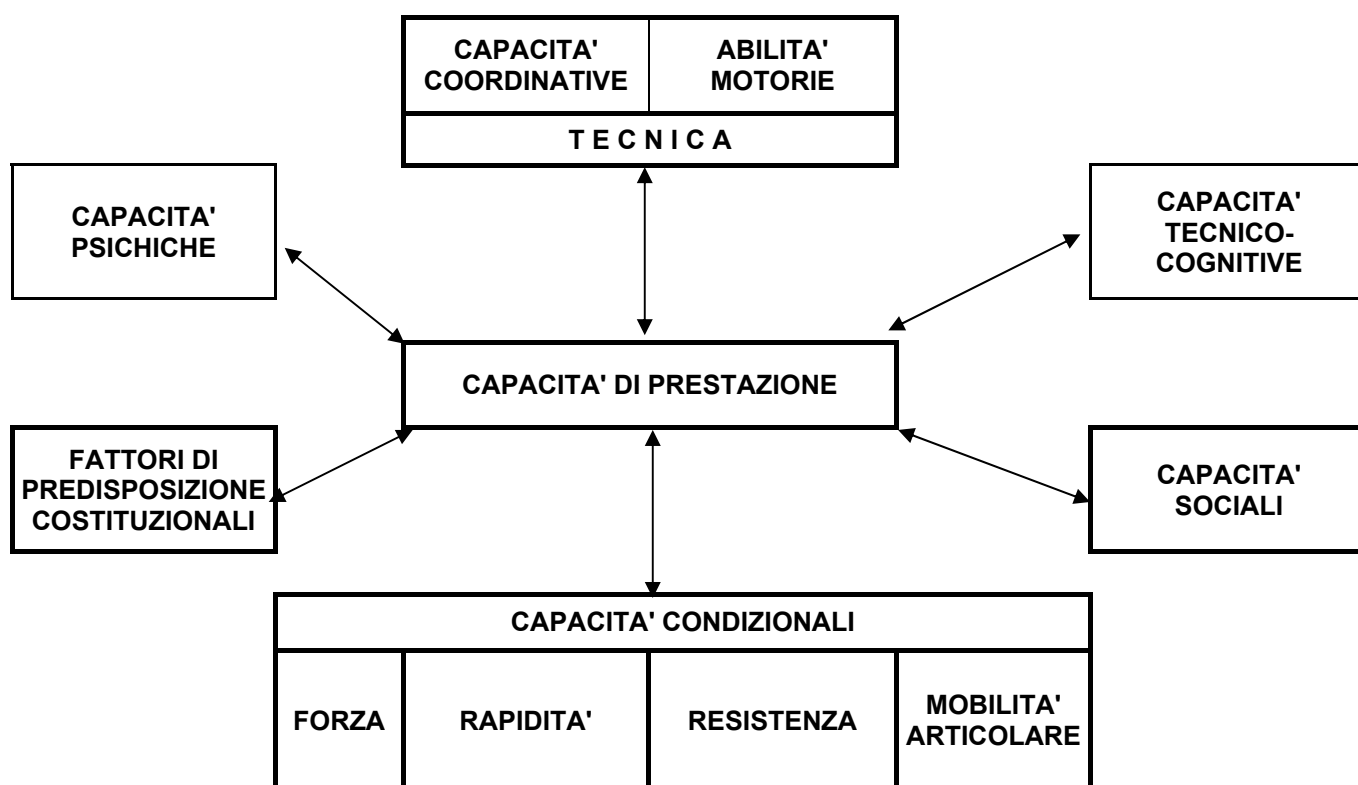 CAPACITA' COORDINATIVE
ABILITA' MOTORIE
T E C N I C A
CAPACITA'
PSICHICHE
CAPACITA'
TECNICO-
COGNITIVE
CAPACITA' DI PRESTAZIONE
FATTORI DI
PREDISPOSIZIONE
COSTITUZIONALI
CAPACITA'
SOCIALI
CAPACITA' CONDIZIONALI
FORZA
RAPIDITA'
RESISTENZA
MOBILITA'
ARTICOLARE